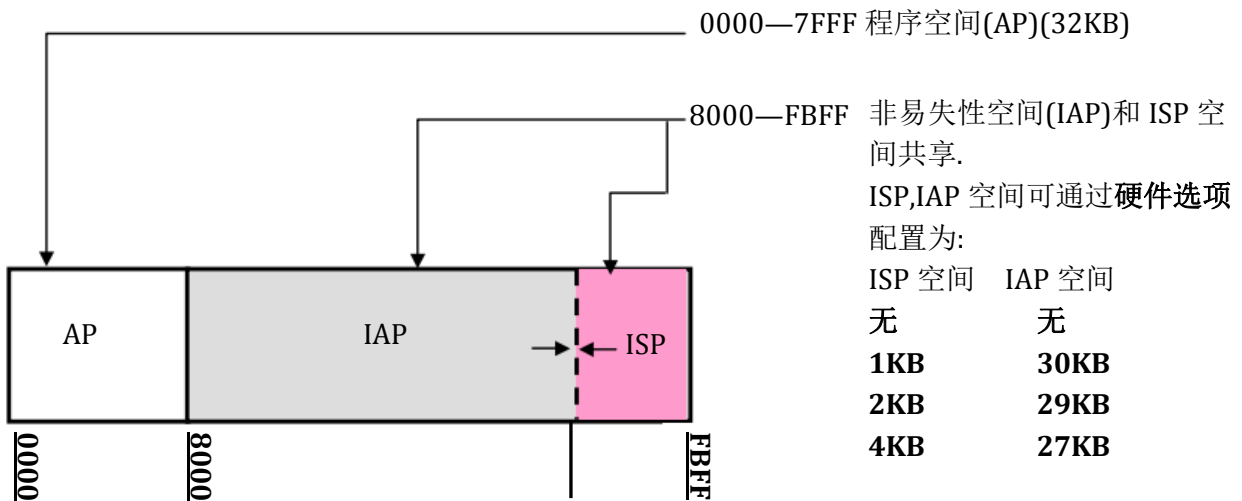 0000—7FFF 程序空间(AP)(32KB)
8000—FBFF 非易失性空间(IAP)和 ISP 空
间共享.
ISP,IAP 空间可通过硬件选项
配置为:
ISP 空间 IAP 空间
无 无
1KB 30KB
2KB 29KB
4KB 27KB
AP IAP ISP
0000 8000 FBFF